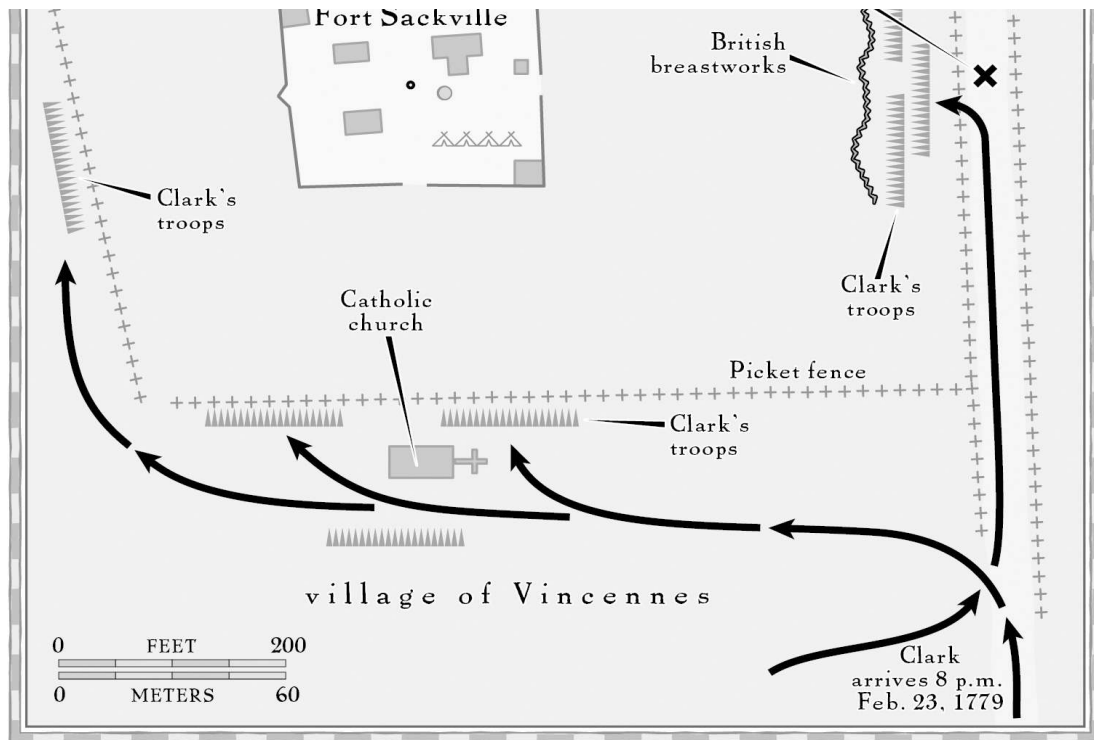 Fort Sackville
British
breastworks
Clark's
troops
Clark's
troops
Catholic
church
Picket fence
Clark's
troops
village of Vincennes
0 FEET 200
0 METERS 60
Clark
arrives 8 p.m.
Feb. 23, 1779